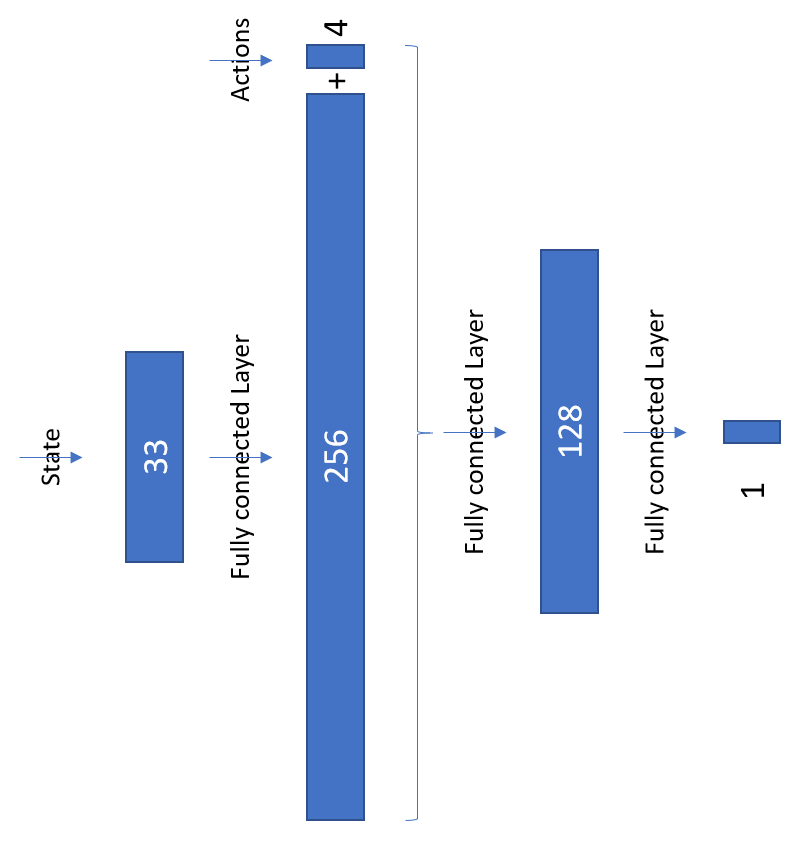 State
33
Fully connected Layer
Actions
4
+
256
Fully connected Layer
128
Fully connected Layer
1